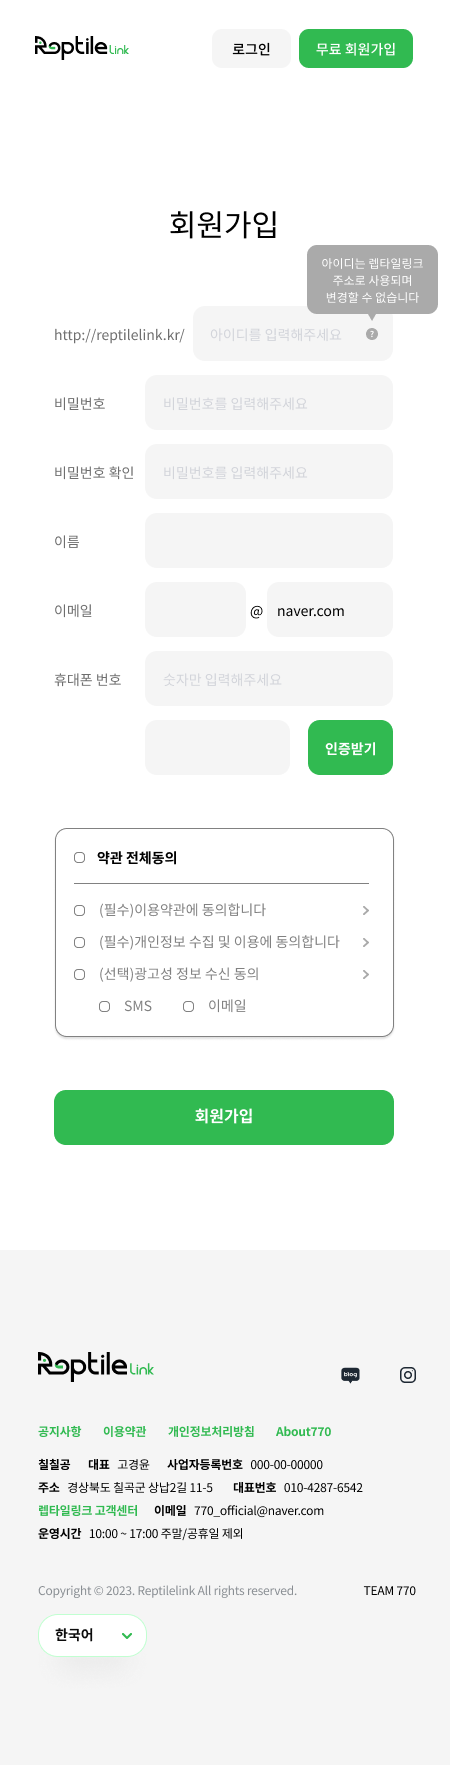 Reptile Link
로그인
무료 회원가입
회원가입
아이디는 렙타일링크
주소로 사용되며
변경할 수 없습니다
http://reptilelink.kr/
아이디를 입력해주세요
?
비밀번호
비밀번호를 입력해주세요
비밀번호 확인
비밀번호를 입력해주세요
이름
이메일
@ naver.com
휴대폰 번호
숫자만 입력해주세요
인증받기
약관 전체동의
(필수)이용약관에 동의합니다
(필수)개인정보 수집 및 이용에 동의합니다
(선택)광고성 정보 수신 동의
SMS 이메일
회원가입
Reptile Link
blog
공지사항 이용약관 개인정보처리방침 About770
칠칠공 대표 고경윤 사업자등록번호 000-00-00000
주소 경상북도 칠곡군 상납2길 11-5 대표번호 010-4287-6542
렙타일링크 고객센터 이메일 770_official@naver.com
운영시간 10:00 ~ 17:00 주말/공휴일 제외
Copyright © 2023. Reptilelink All rights reserved. TEAM 770
한국어